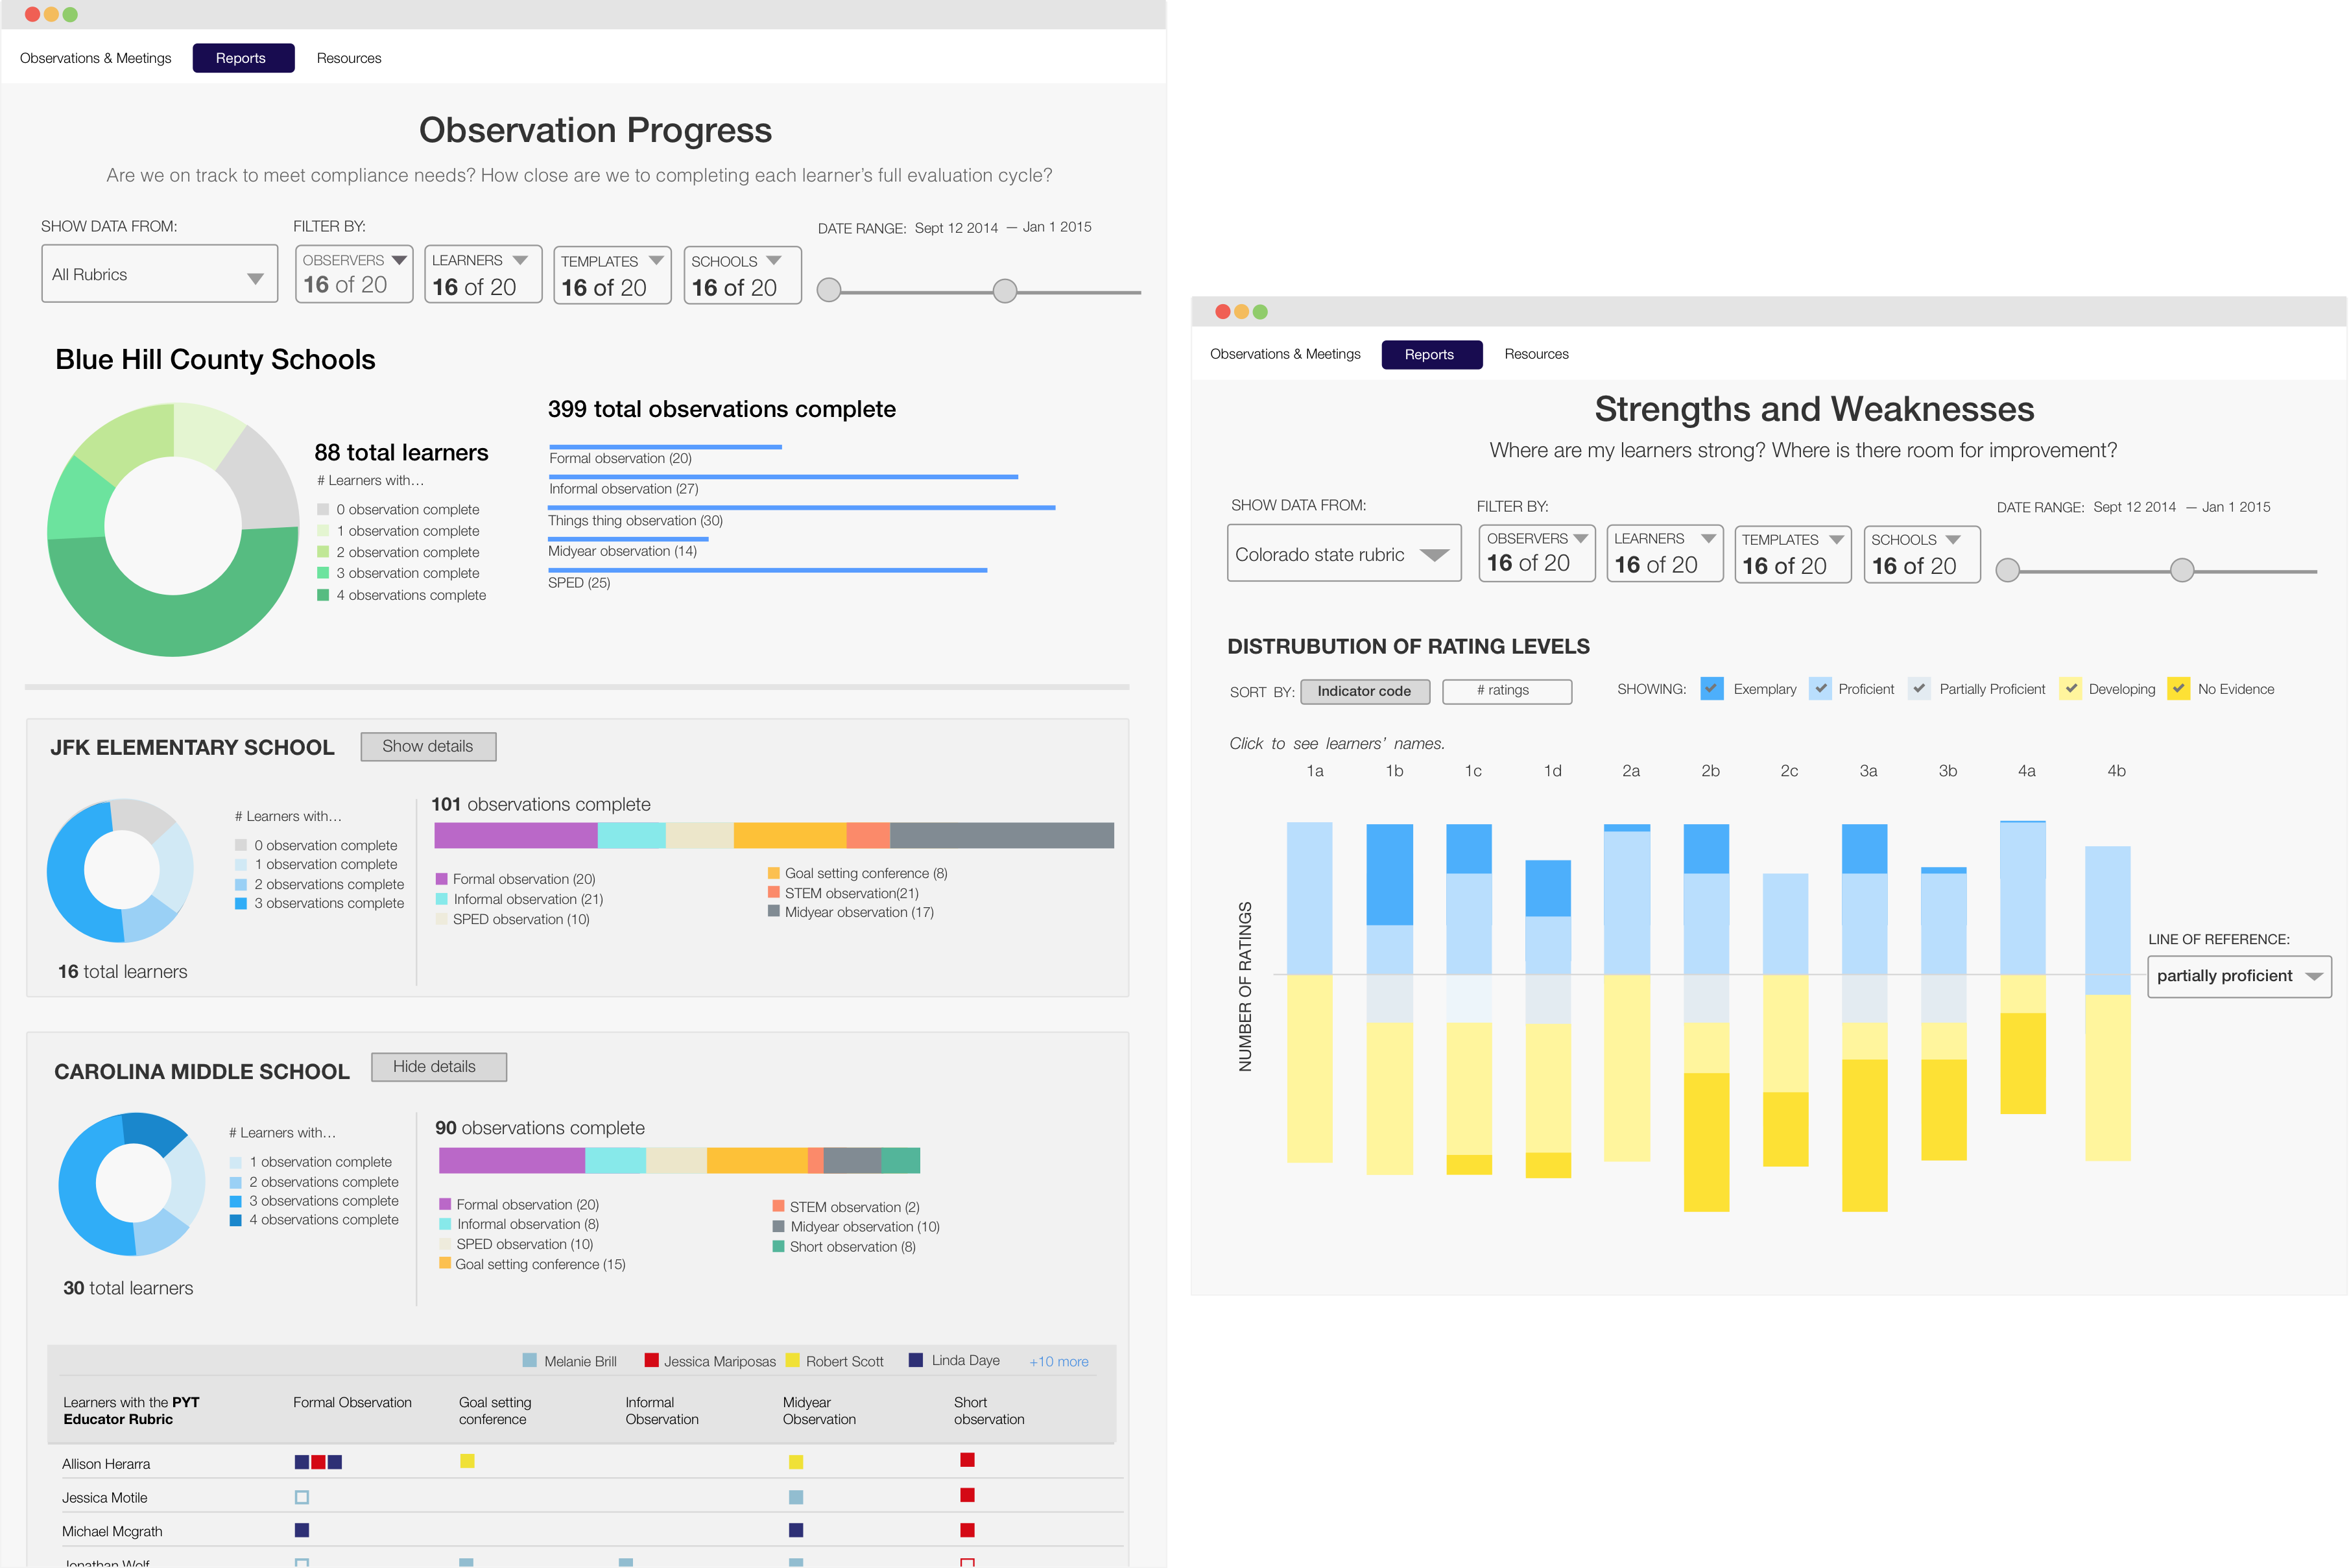 Observations & Meetings
Reports
Resources
Observation Progress
Are we on track to meet compliance needs? How close are we to completing each learner’s full evaluation cycle?
SHOW DATA FROM:
All Rubrics
FILTER BY:
OBSERVERS
16 of 20
LEARNERS
16 of 20
TEMPLATES
16 of 20
SCHOOLS
16 of 20
DATE RANGE: Sept 12 2014 — Jan 1 2015
Blue Hill County Schools
88 total learners
# Learners with...
0 observation complete
1 observation complete
2 observation complete
3 observation complete
4 observations complete
399 total observations complete
Formal observation (20)
Informal observation (27)
Things thing observation (30)
Midyear observation (14)
SPED (25)
JFK ELEMENTARY SCHOOL
Show details
16 total learners
# Learners with...
0 observation complete
1 observation complete
2 observations complete
3 observations complete
101 observations complete
Formal observation (20)
Informal observation (21)
SPED observation (10)
Goal setting conference (8)
STEM observation(21)
Midyear observation (17)
CAROLINA MIDDLE SCHOOL
Hide details
30 total learners
# Learners with...
1 observation complete
2 observations complete
3 observations complete
4 observations complete
90 observations complete
Formal observation (20)
Informal observation (8)
SPED observation (10)
Goal setting conference (15)
STEM observation (2)
Midyear observation (10)
Short observation (8)
Melanie Brill
Jessica Mariposas
Robert Scott
Linda Daye
+10 more
Learners with the PYT
Educator Rubric
Formal Observation
Goal setting
conference
Informal
Observation
Midyear
Observation
Short
observation
Allison Herarra
Jessica Motile
Michael Mcgrath
Jonathan Wolf
Observations & Meetings
Reports
Resources
Strengths and Weaknesses
Where are my learners strong? Where is there room for improvement?
SHOW DATA FROM:
Colorado state rubric
FILTER BY:
OBSERVERS
16 of 20
LEARNERS
16 of 20
TEMPLATES
16 of 20
SCHOOLS
16 of 20
DATE RANGE: Sept 12 2014 — Jan 1 2015
DISTRUBUTION OF RATING LEVELS
SORT BY:
Indicator code
# ratings
SHOWING:
Exemplary
Proficient
Partially Proficient
Developing
No Evidence
Click to see learners’ names.
1a 1b 1c 1d 2a 2b 2c 3a 3b 4a 4b
NUMBER OF RATINGS
LINE OF REFERENCE:
partially proficient